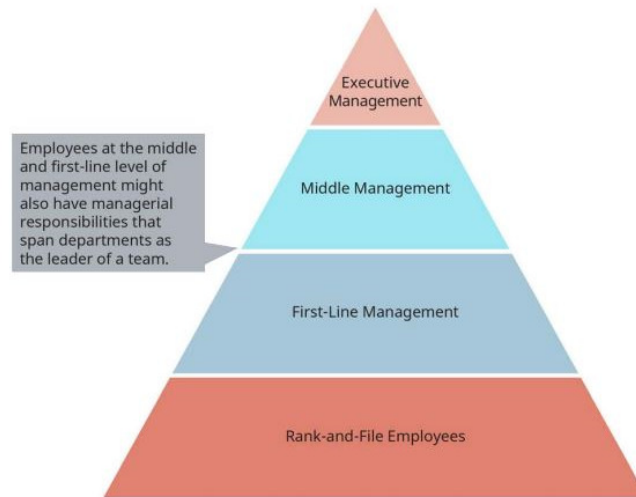 Executive
Management
Employees at the middle
and first-line level of
management might
also have managerial
responsibilities that
span departments as
the leader of a team.
Middle Management
First-Line Management
Rank-and-File Employees